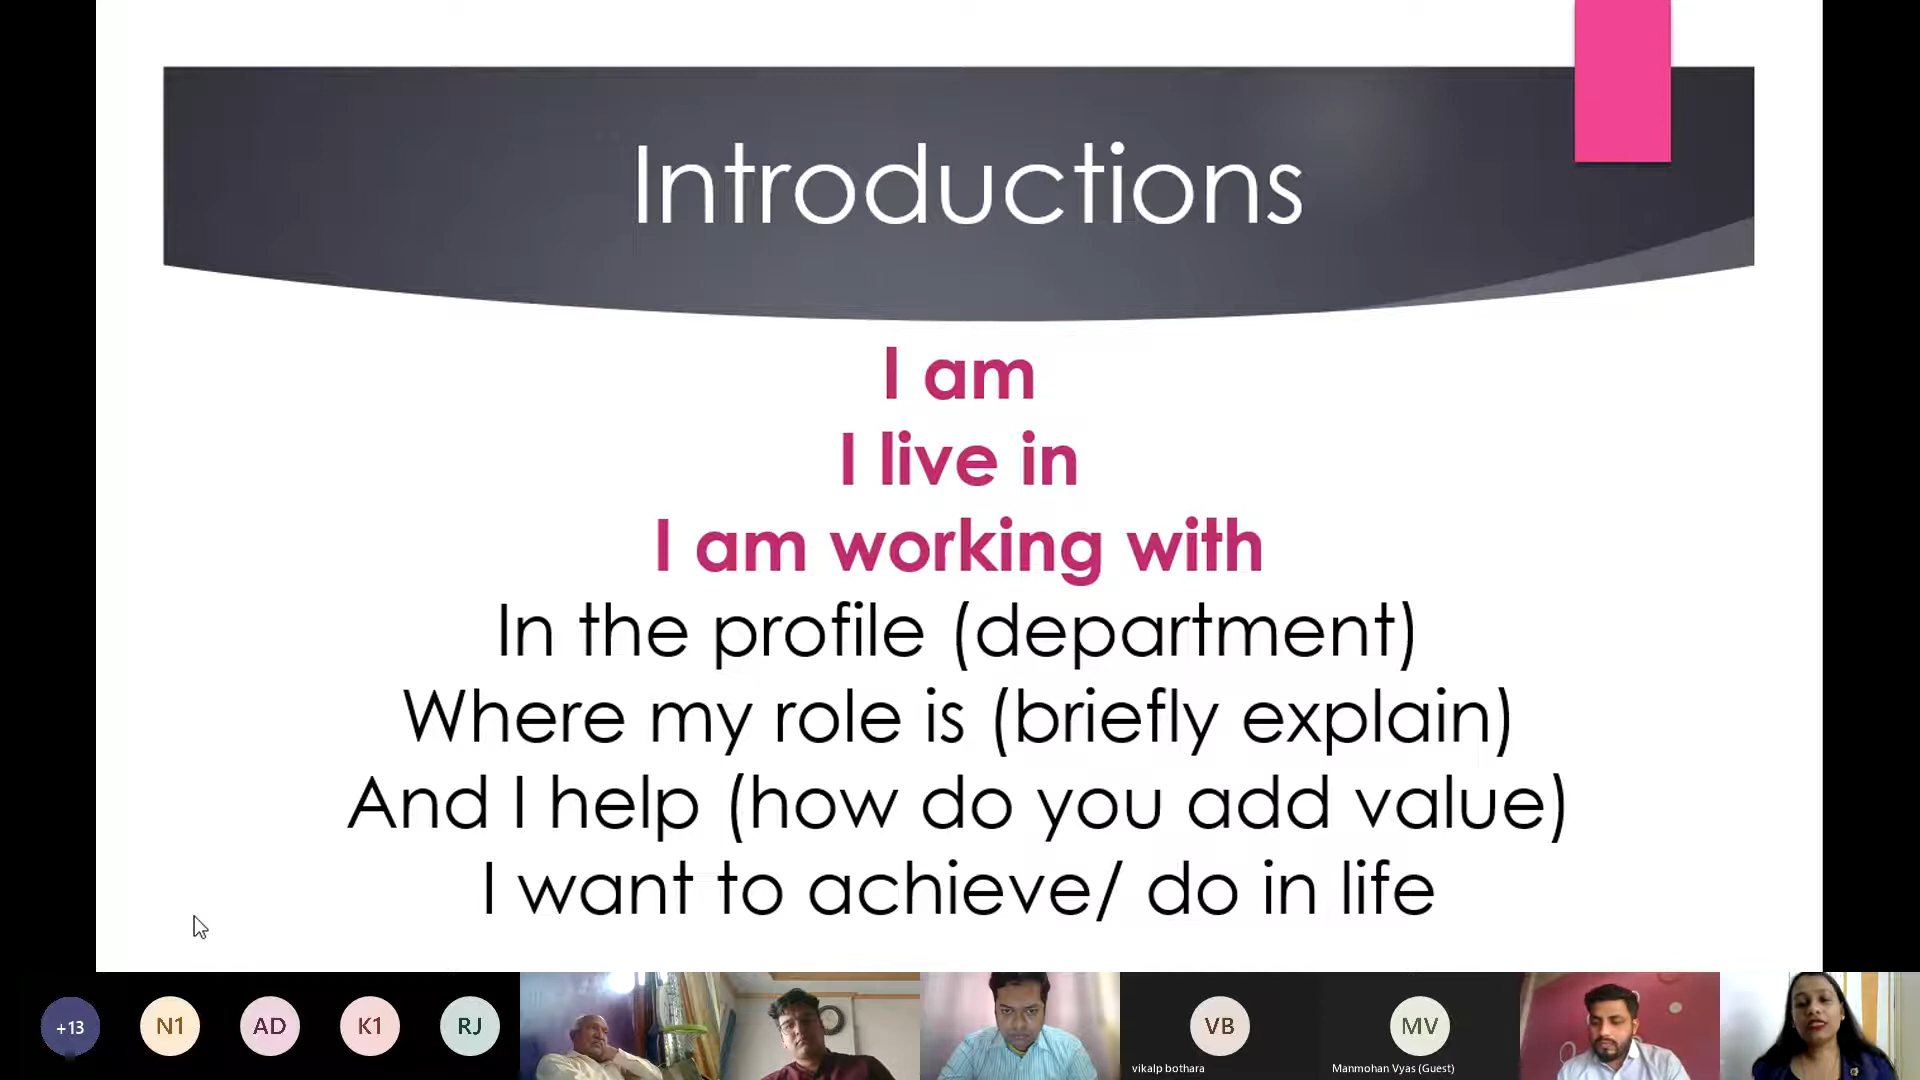 Introductions
I am
I live in
I am working with
In the profile (department)
Where my role is (briefly explain)
And I help (how do you add value)
I want to achieve/ do in life
+13
N1
AD
K1
RJ
VB
vikalp bothara
MV
Manmohan Vyas (Guest)